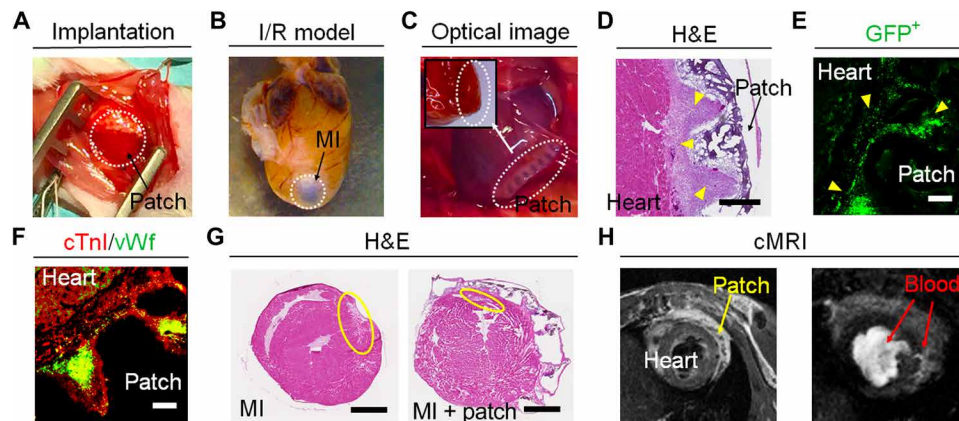 A
Implantation
Patch
B
I/R model
MI
C
Optical image
Patch
D
H&E
Patch
Heart
E
GFP+
Heart
Patch
F
cTnI/vWf
Heart
Patch
G
H&E
MI
MI + patch
H
cMRI
Patch
Heart
Blood